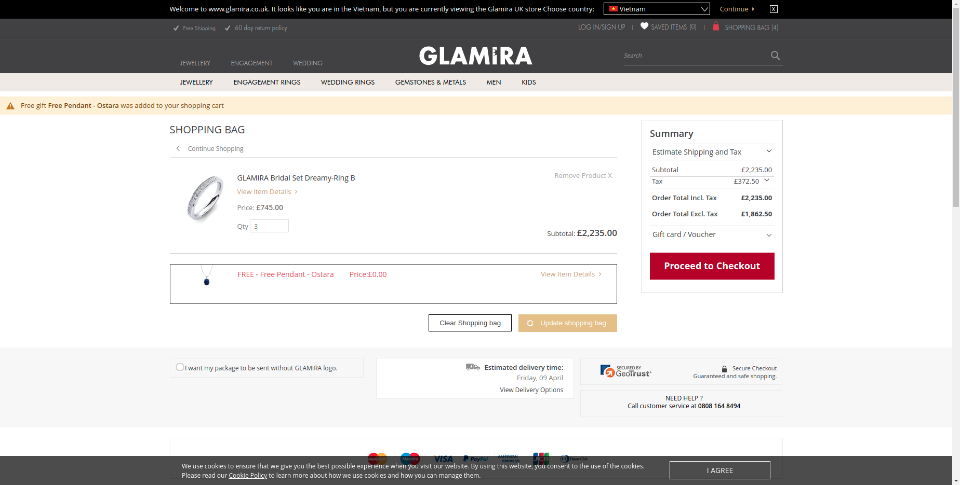 Welcome to www.glamira.co.uk. It looks like you are in the Vietnam, but you are currently viewing the Glamira UK store Choose country: Vietnam Continue X
Free Shipping 60 day return policy LOG IN/SIGN UP | SAVED ITEMS (0) | SHOPPING BAG (4)
GLAMIRA
Search
JEWELLERY ENGAGEMENT WEDDING
JEWELLERY ENGAGEMENT RINGS WEDDING RINGS GEMSTONES & METALS MEN KIDS
Free gift Free Pendant - Ostara was added to your shopping cart
SHOPPING BAG
Continue Shopping
GLAMIRA Bridal Set Dreamy-Ring B
Remove Product X
View Item Details >
Price: £745.00
Qty 3
Subtotal: £2,235.00
FREE - Free Pendant - Ostara Price:£0.00 View Item Details >
Clear Shopping bag Update shopping bag
Summary
Estimate Shipping and Tax
Subtotal £2,235.00
Tax £372.50
Order Total Incl. Tax £2,235.00
Order Total Excl. Tax £1,862.50
Gift card / Voucher
Proceed to Checkout
I want my package to be sent without GLAMIRA logo.
Estimated delivery time:
Friday, 09 April
View Delivery Options
SECURED BY
GeoTrust
Secure Checkout
Guaranteed and safe shopping.
NEED HELP ?
Call customer service at 0808 164 8494
VISA PayPal JCB
We use cookies to ensure that we give you the best possible experience when you visit our website. By using this website, you consent to the use of the cookies.
Please read our Cookie Policy to learn more about how we use cookies and how you can manage them.
I AGREE